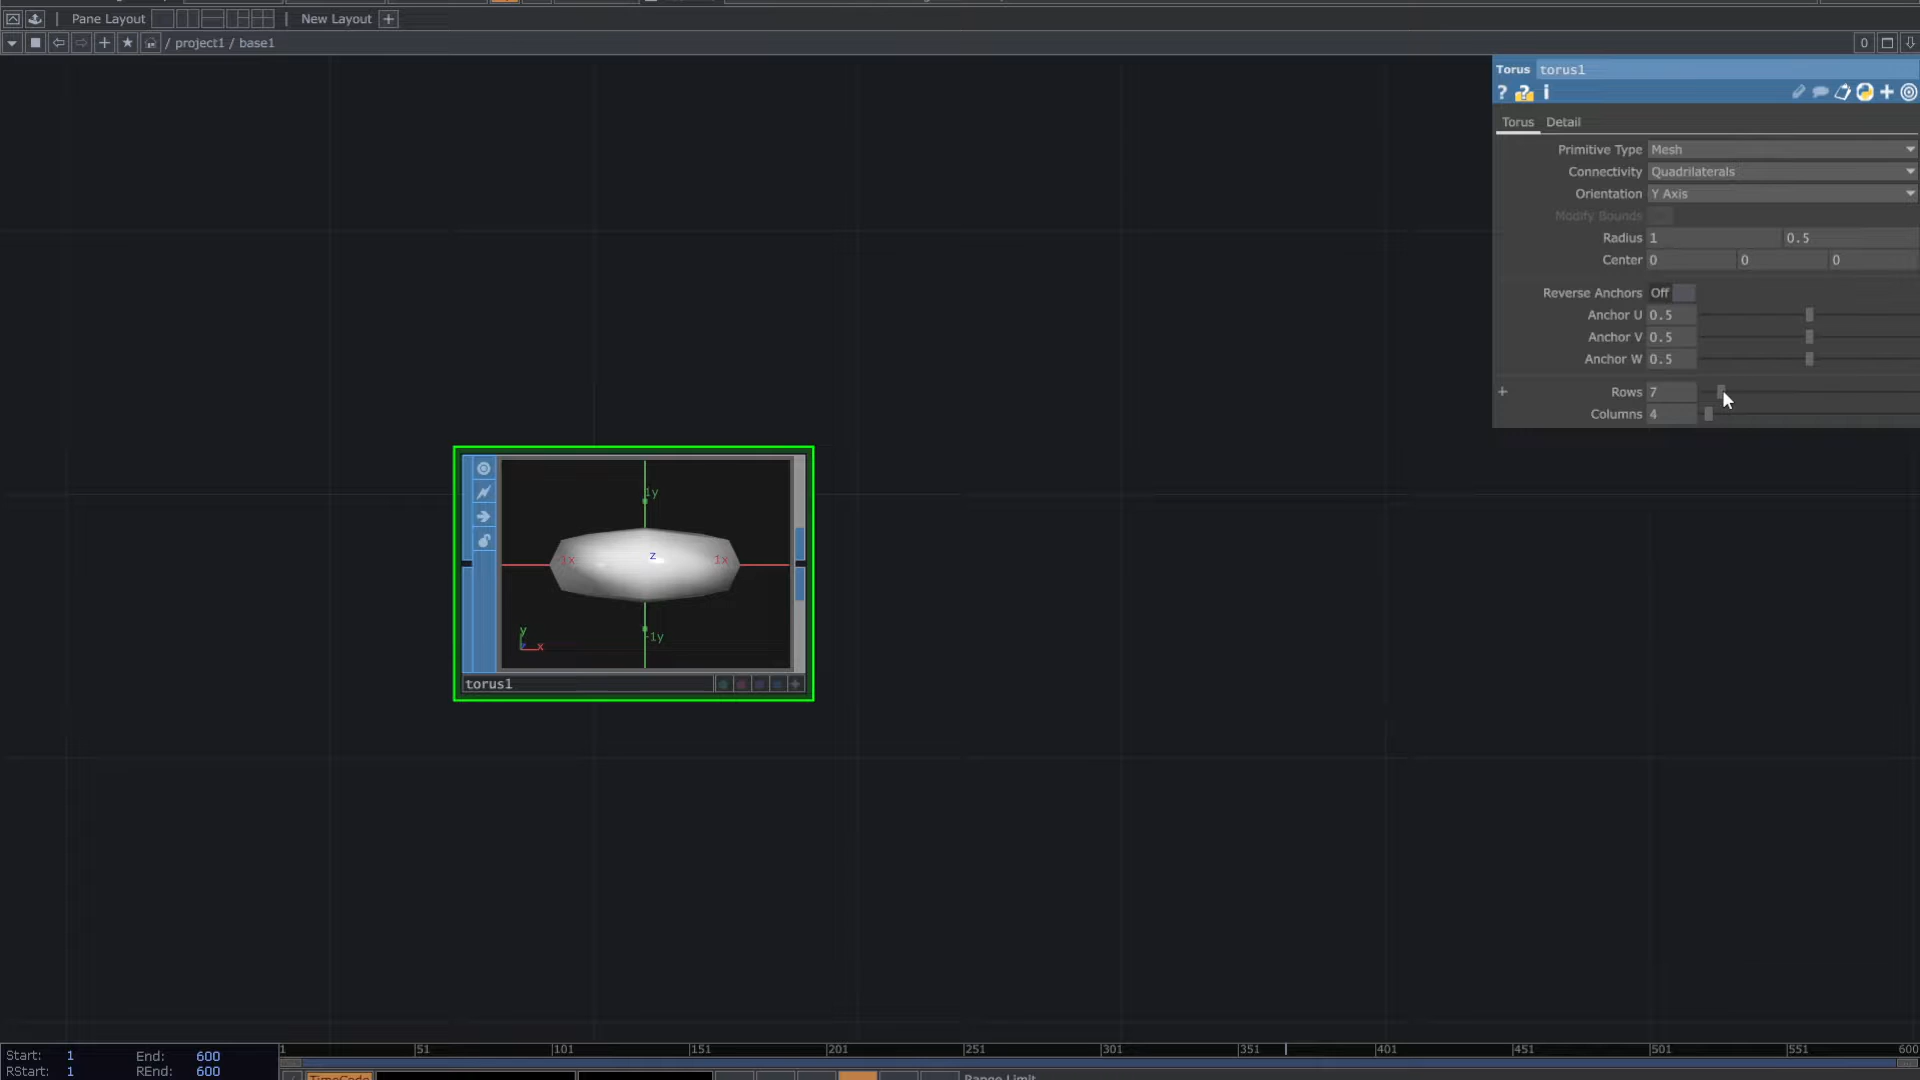 Pane Layout
New Layout
/ project1 / base1
0
Torus torus1
Torus Detail
Primitive Type Mesh
Connectivity Quadrilaterals
Orientation Y Axis
Modify Bounds
Radius 1 0.5
Center 0 0 0
Reverse Anchors Off
Anchor U 0.5
Anchor V 0.5
Anchor W 0.5
Rows 7
Columns 4
1y
1x
z
-1y
y
x
torus1
Start: 1 End: 600
RStart: 1 REnd: 600
1 51 101 151 201 251 301 351 401 451 501 551 600
TimeCode
Range Limit